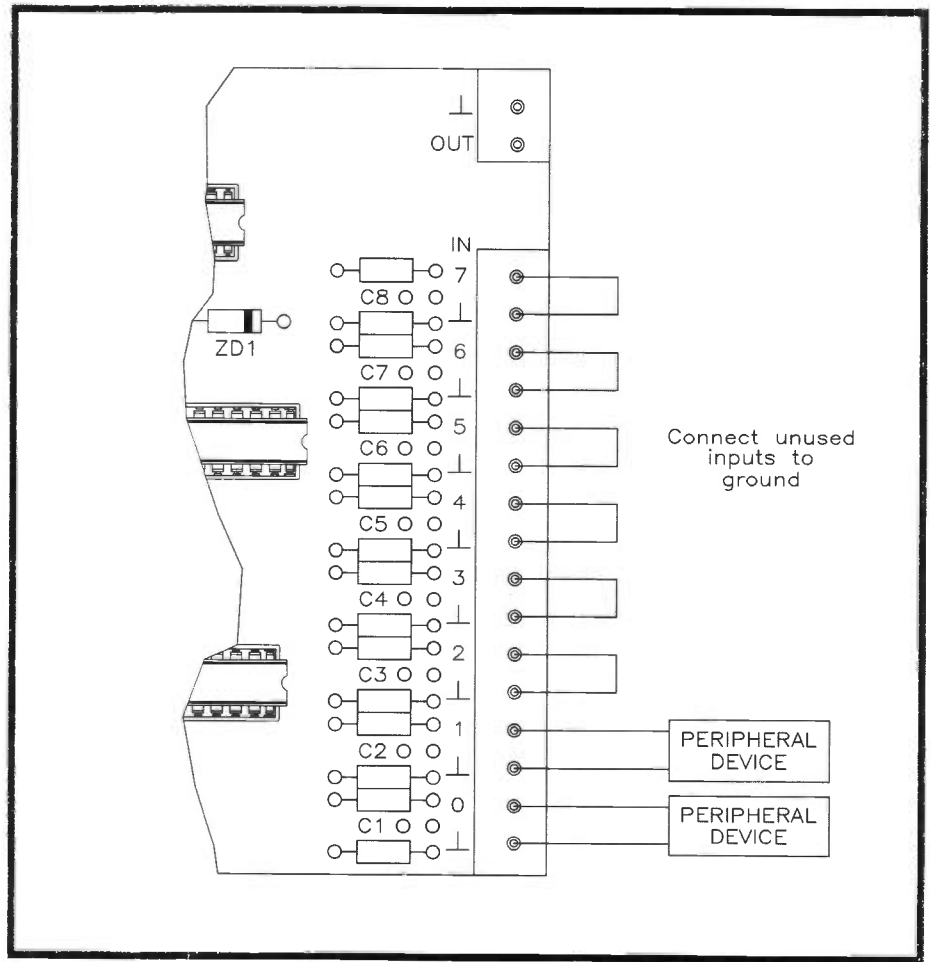 ⊥
OUT
IN
7
C8
⊥
ZD1
6
C7
⊥
5
C6
⊥
4
C5
⊥
3
C4
⊥
2
C3
⊥
1
C2
⊥
0
C1
⊥
Connect unused
inputs to
ground
PERIPHERAL
DEVICE
PERIPHERAL
DEVICE